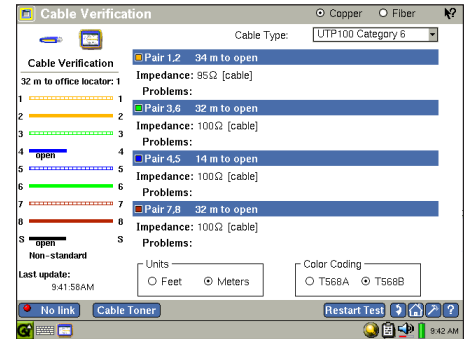 Cable Verification
Copper Fiber
Cable Type: UTP100 Category 6
Cable Verification
32 m to office locator: 1
1 1
2 2
3 3
4 open 4
5 5
6 6
7 7
8 8
S open S
Non-standard
Last update:
9:41:58AM
Pair 1,2 34 m to open
Impedance: 95Ω [cable]
Problems:
Pair 3,6 32 m to open
Impedance: 100Ω [cable]
Problems:
Pair 4,5 14 m to open
Impedance: 100Ω [cable]
Problems:
Pair 7,8 32 m to open
Impedance: 100Ω [cable]
Problems:
Units
Feet Meters
Color Coding
T568A T568B
No link Cable Toner Restart Test ?
9:42 AM